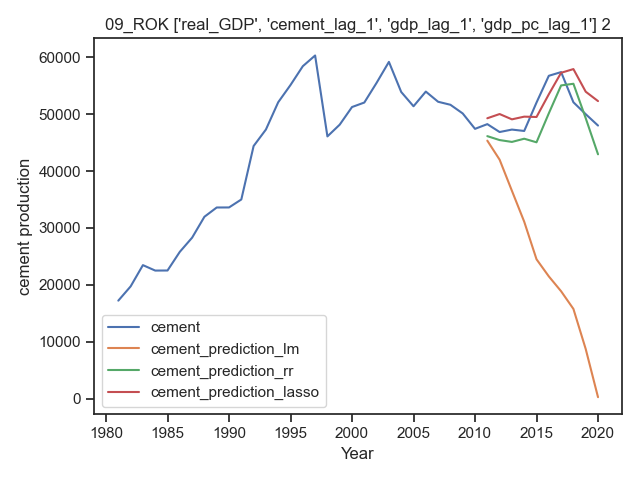 09_ROK ['real_GDP', 'cement_lag_1', 'gdp_lag_1', 'gdp_pc_lag_1'] 2
60000
50000
40000
30000
20000
10000
0
cement production
cement
cement_prediction_lm
cement_prediction_rr
cement_prediction_lasso
1980 1985 1990 1995 2000 2005 2010 2015 2020
Year